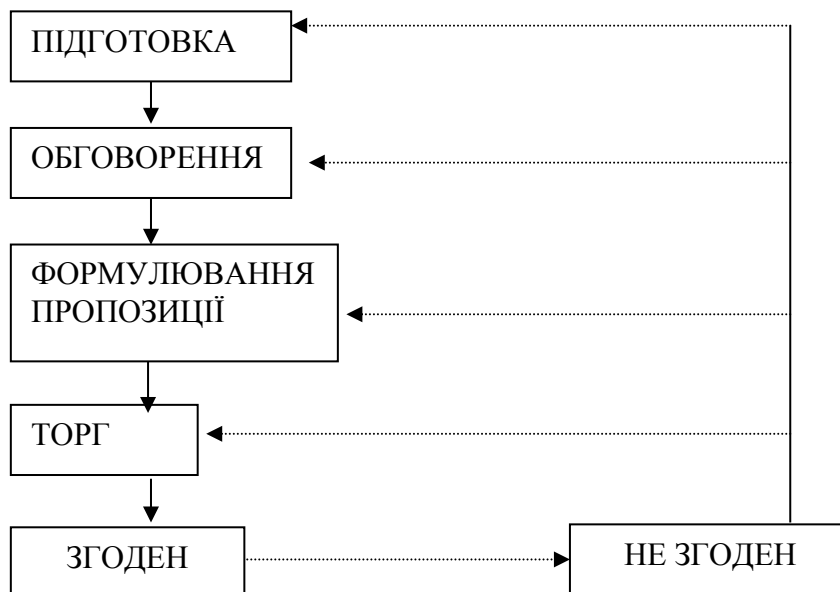 ПІДГОТОВКА
ОБГОВОРЕННЯ
ФОРМУЛЮВАННЯ
ПРОПОЗИЦІЇ
ТОРГ
ЗГОДЕН
НЕ ЗГОДЕН